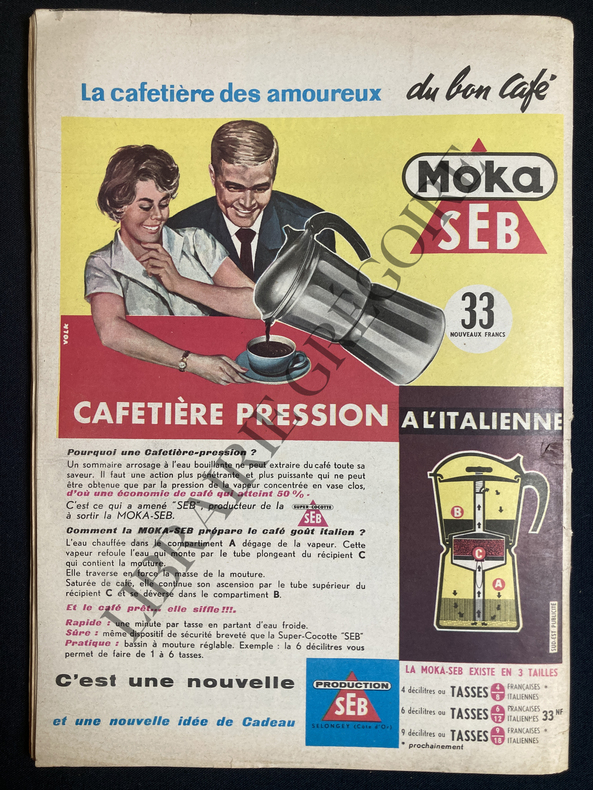 La cafetière des amoureux du bon Café
Moka
SEB
33
NOUVEAUX FRANCS
VOLK
CAFETIÈRE PRESSION A L'ITALIENNE
Pourquoi une Cafetière-pression ?
Un sommaire arrosage à l'eau bouillante ne peut extraire du café toute sa
saveur. Il faut une action plus pénétrante et plus puissante qui ne peut
être obtenue que par la pression de la vapeur concentrée en vase clos,
d'où une économie de café qui atteint 50 % .
C'est ce qui a amené "SEB" producteur de la SUPER-COCOTTE SEB
à sortir la MOKA-SEB.
Comment la MOKA-SEB prépare le café goût italien ?
L'eau chauffée dans le compartiment A dégage de la vapeur. Cette
vapeur refoule l'eau qui monte par le tube plongeant du récipient C
qui contient la mouture.
Elle traverse en force la masse de la mouture.
Saturée de café, elle continue son ascension par le tube supérieur du
récipient C et se déverse dans le compartiment B.
Et le café prêt... elle siffle !!!.
Rapide : une minute par tasse en partant d'eau froide.
Sûre : même dispositif de sécurité breveté que la Super-Cocotte "SEB"
Pratique : bassin à mouture réglable. Exemple : la 6 décilitres vous
permet de faire de 1 à 6 tasses.
B
C
A
SUD-EST PUBLICITÉ
C'est une nouvelle
et une nouvelle idée de Cadeau
PRODUCTION
SEB
SELONGEY (Côte d'Or)
LA MOKA-SEB EXISTE EN 3 TAILLES
4 décilitres ou TASSES 4 FRANÇAISES * 8 ITALIENNES
6 décilitres ou TASSES 6 FRANÇAISES 12 ITALIENNES 33 NF
9 décilitres ou TASSES 9 FRANÇAISES * 18 ITALIENNES
* prochainement
LIBRAIRIE GRÉGOIRE